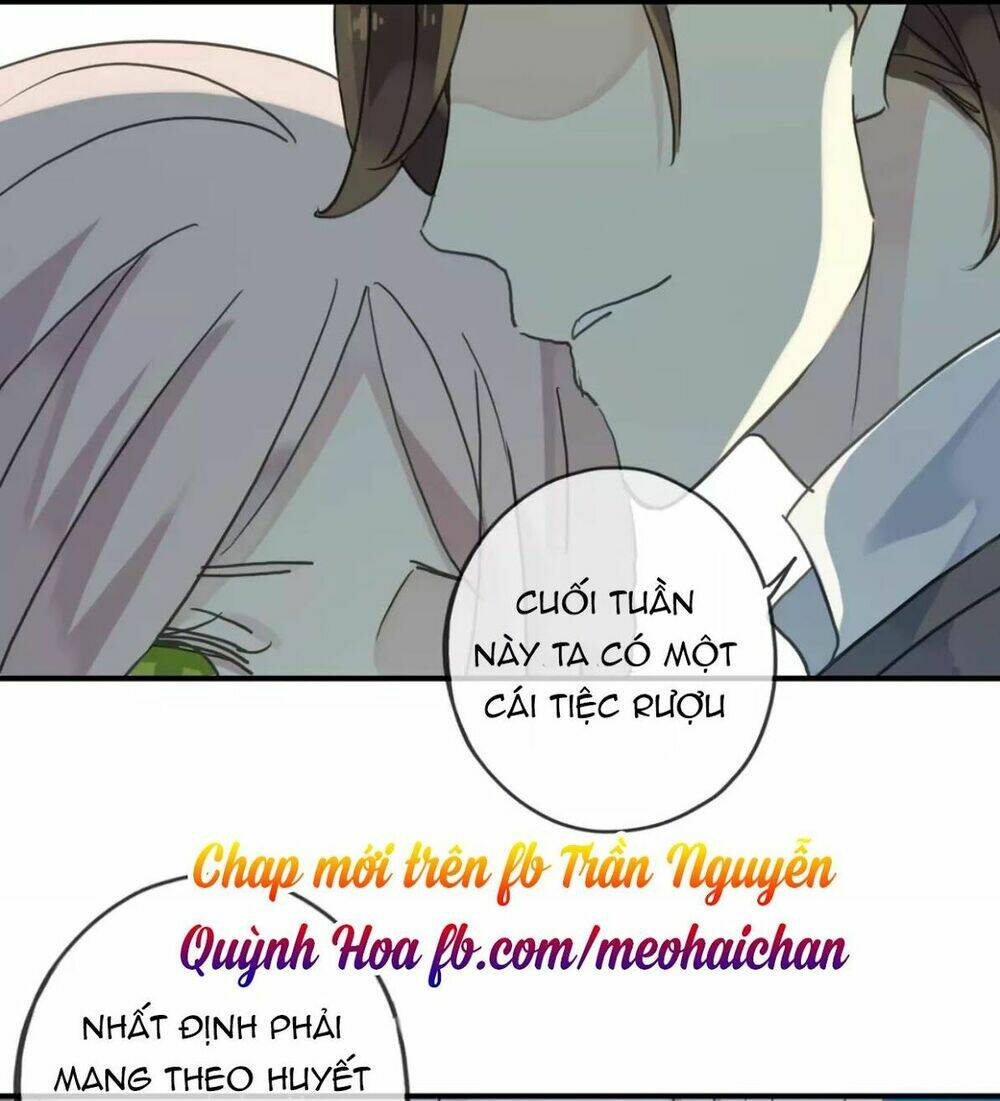 CUỐI TUẦN
NÀY TA CÓ MỘT
CÁI TIỆC RƯỢU
Chap mới trên fb Trần Nguyễn
Quỳnh Hoa fb.com/meohaichan
NHẤT ĐỊNH PHẢI
MANG THEO HUYẾT